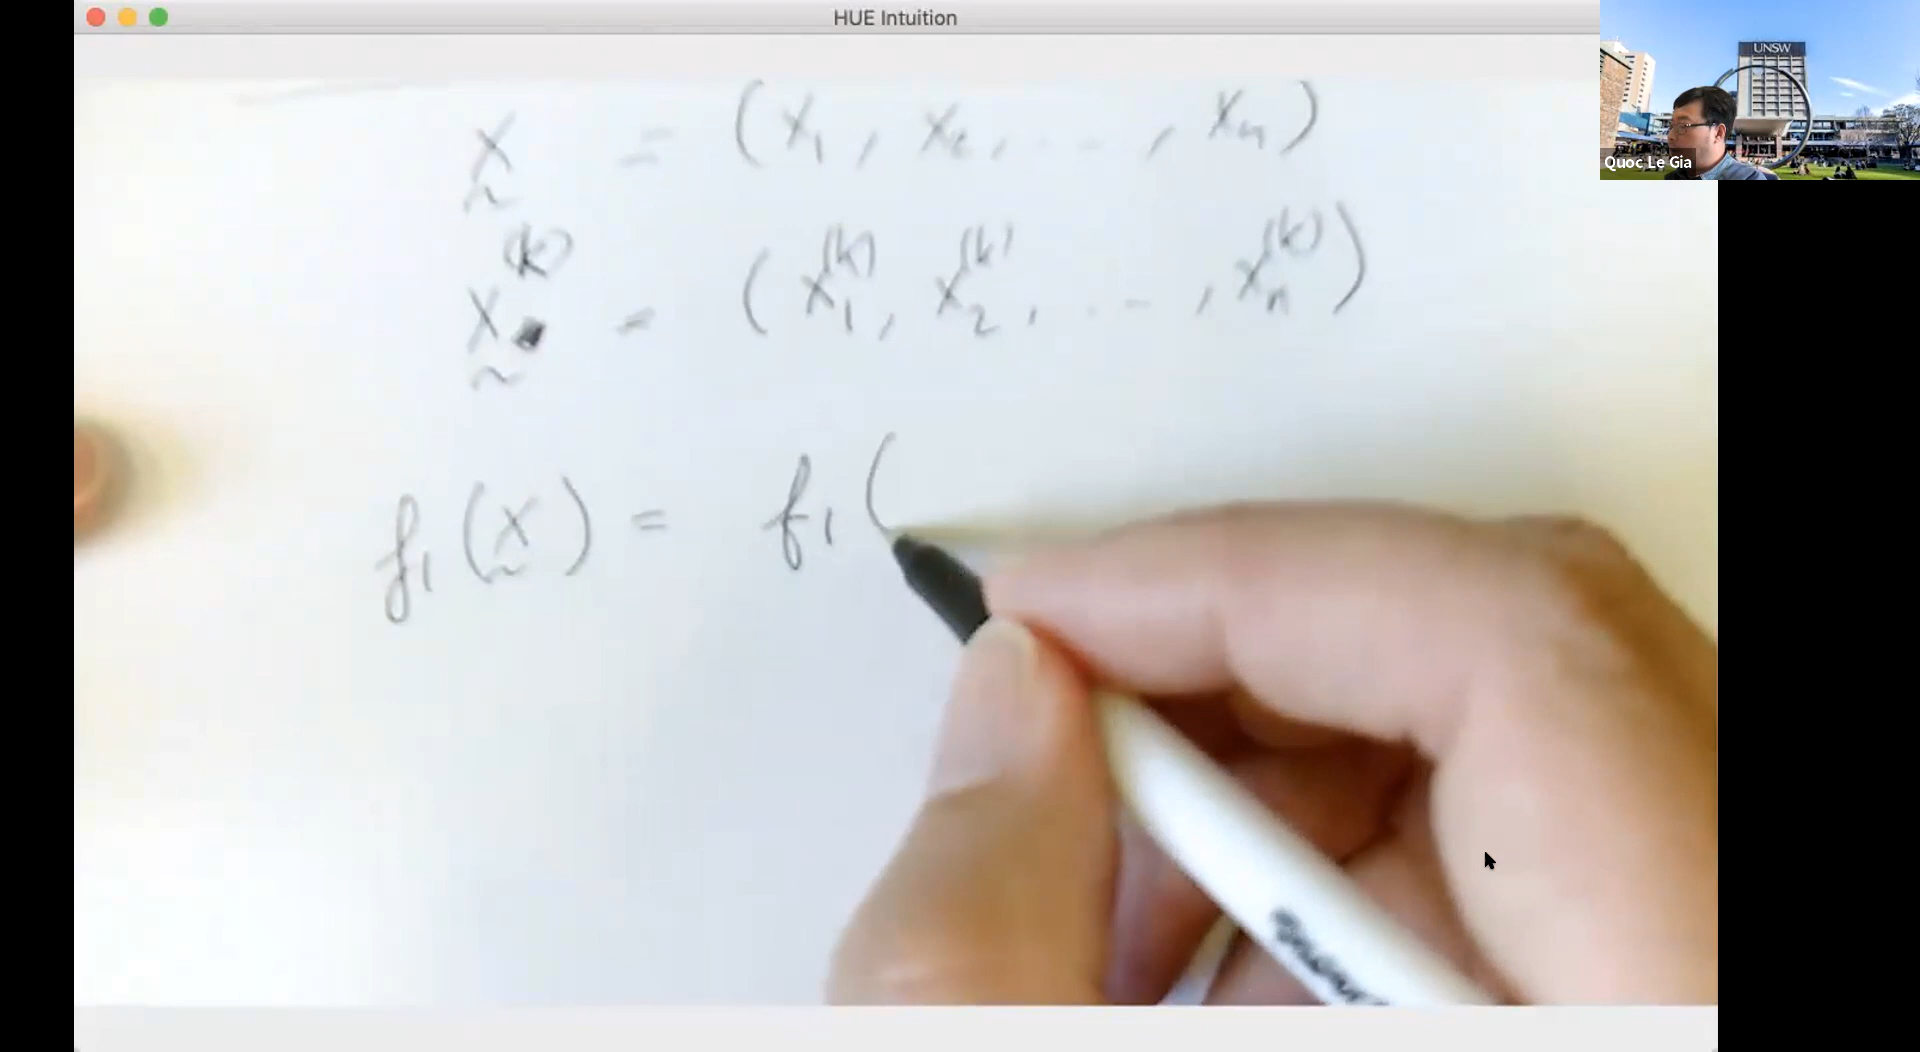 HUE Intuition
UNSW
Quoc Le Gia
x = (x₁, x₂, ..., xₙ)
x⁽ᵏ⁾ = (x₁⁽ᵏ⁾, x₂⁽ᵏ⁾, ..., xₙ⁽ᵏ⁾)
f₁(x) = f₁(